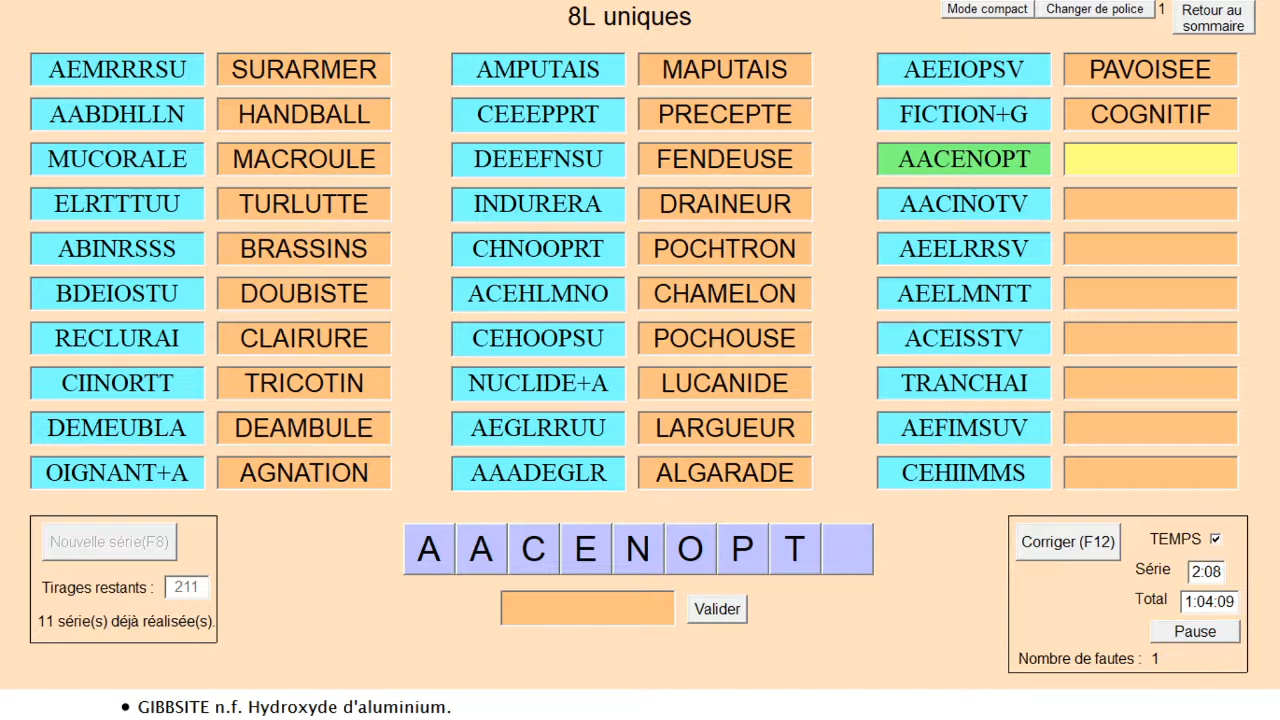 8L uniques
Mode compact
Changer de police
1
Retour au
sommaire
AEMRRRSU SURARMER AMPUTAIS MAPUTAIS AEEIOPSV PAVOISEE
AABDHLLN HANDBALL CEEEPPRT PRECEPTE FICTION+G COGNITIF
MUCORALE MACROULE DEEEFNSU FENDEUSE AACENOPT
ELRTTTUU TURLUTTE INDURERA DRAINEUR AACINOTV
ABINRSSS BRASSINS CHNOOPRT POCHTRON AEELRRSV
BDEIOSTU DOUBISTE ACEHLMNO CHAMELON AEELMNTT
RECLURAI CLAIRURE CEHOOPSU POCHOUSE ACEISSTV
CIINORTT TRICOTIN NUCLIDE+A LUCANIDE TRANCHAI
DEMEUBLA DEAMBULE AEGLRRUU LARGUEUR AEFIMSUV
OIGNANT+A AGNATION AAADEGLR ALGARADE CEHIIMMS
Nouvelle série(F8)
Tirages restants : 211
11 série(s) déjà réalisée(s).
A A C E N O P T
Valider
Corriger (F12)
TEMPS
Série 2:08
Total 1:04:09
Pause
Nombre de fautes : 1
• GIBBSITE n.f. Hydroxyde d'aluminium.